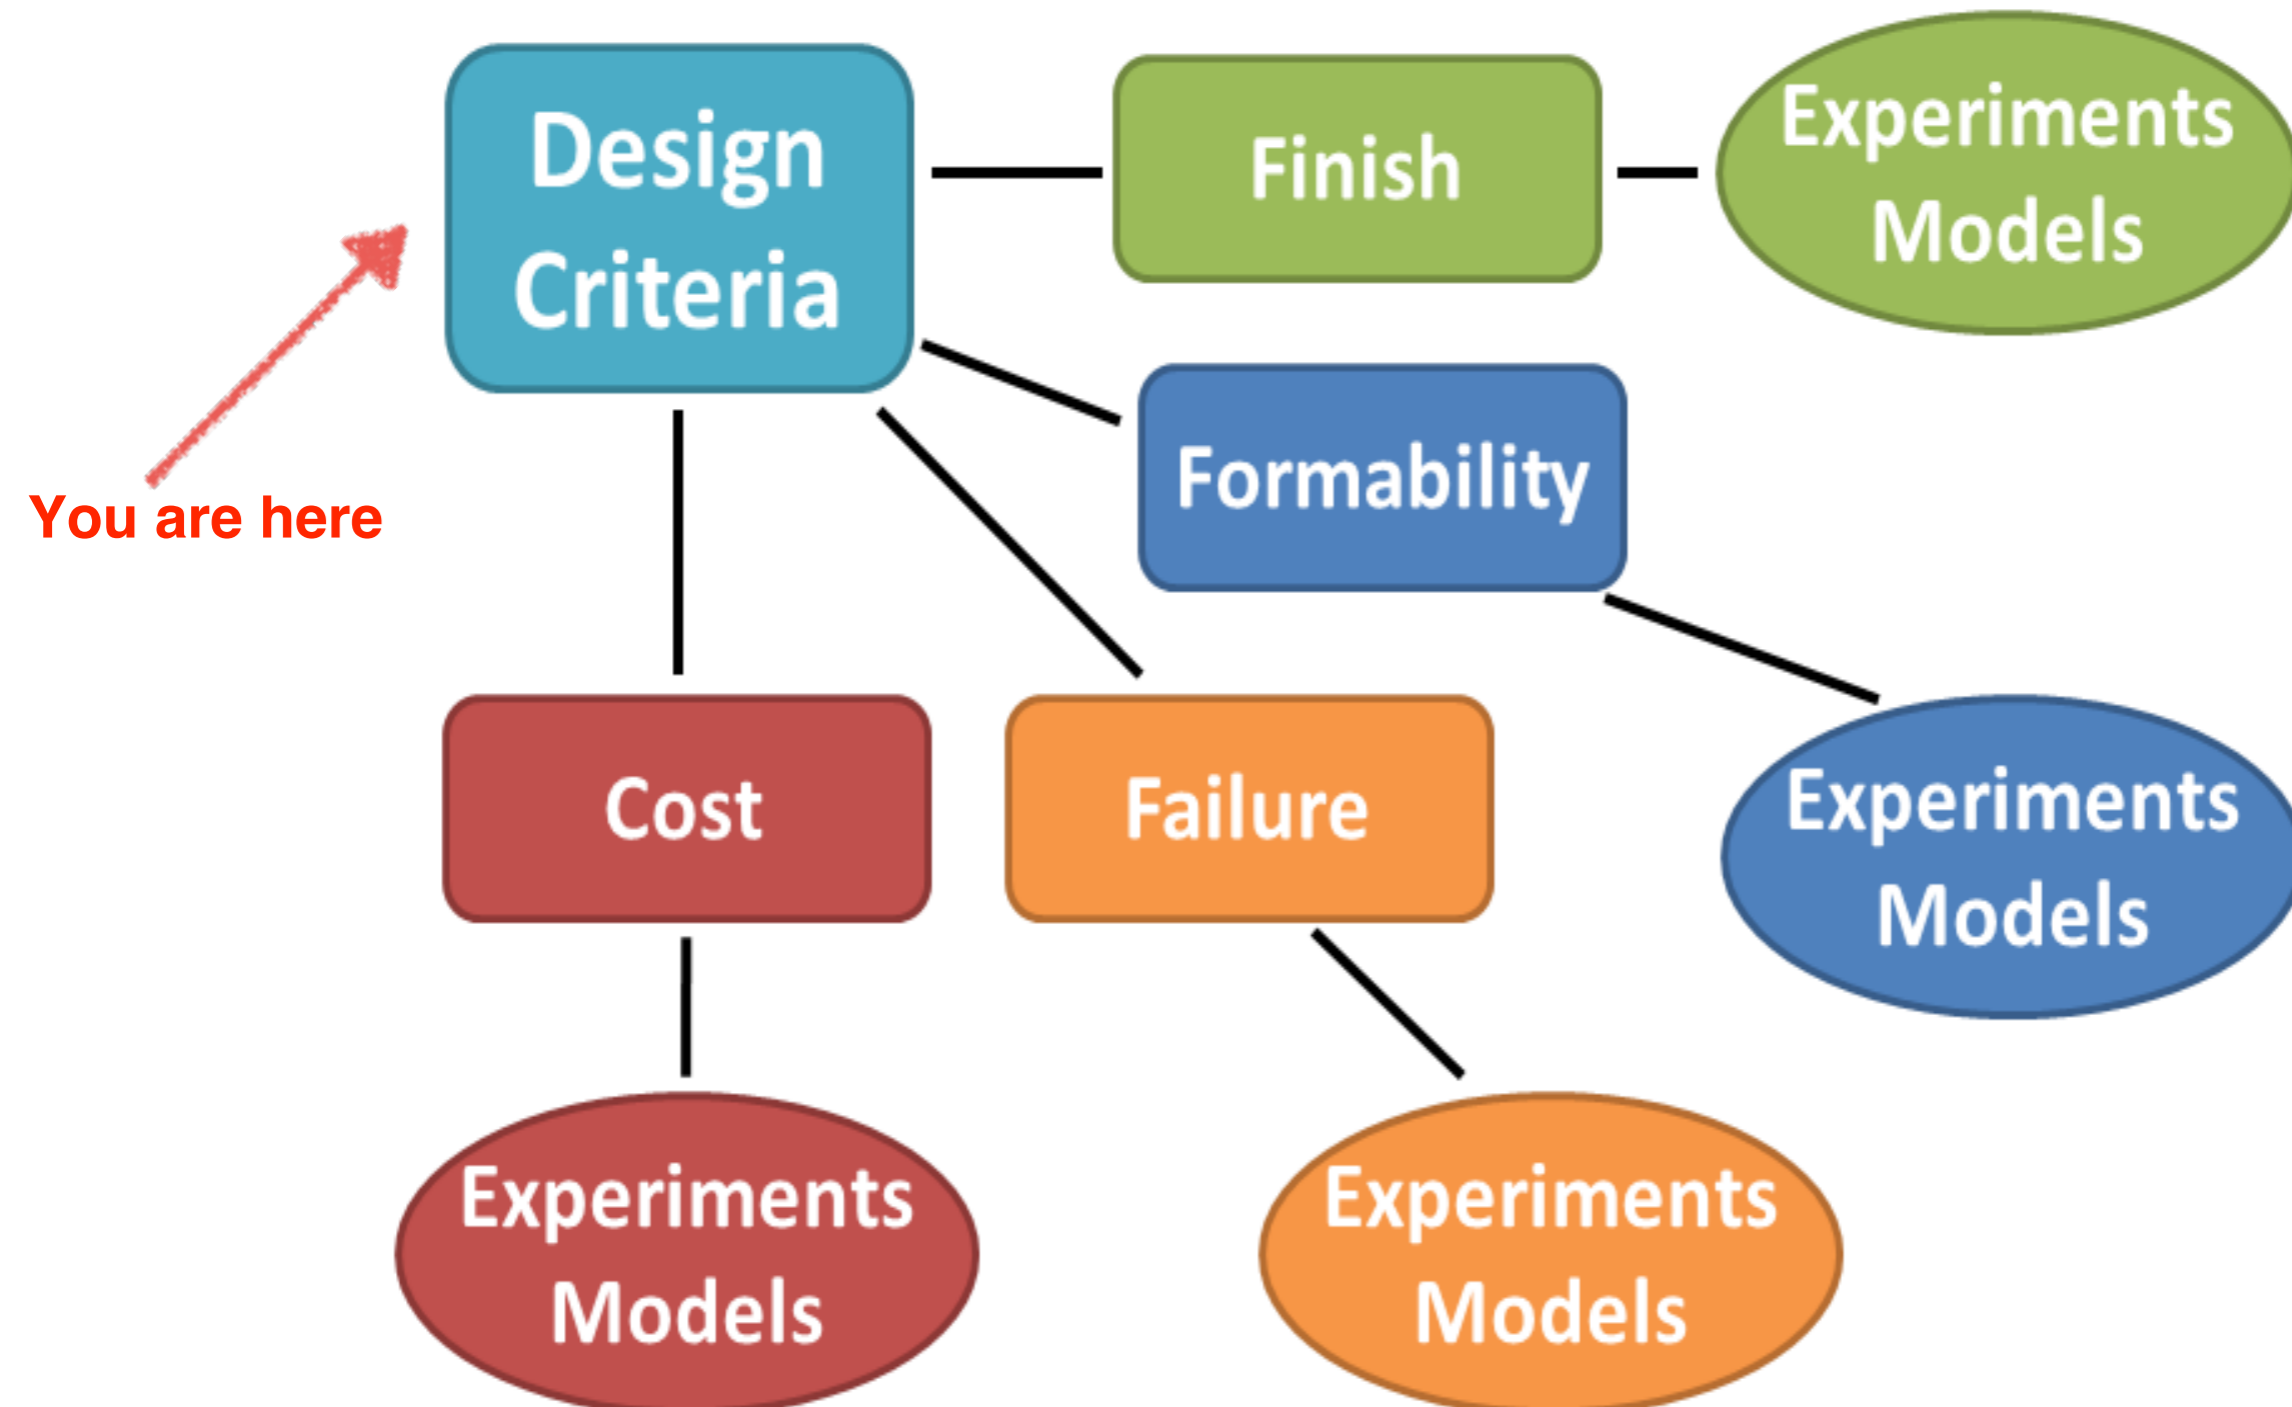 Design
Criteria
Finish
Experiments
Models
You are here
Formability
Cost
Failure
Experiments
Models
Experiments
Models
Experiments
Models